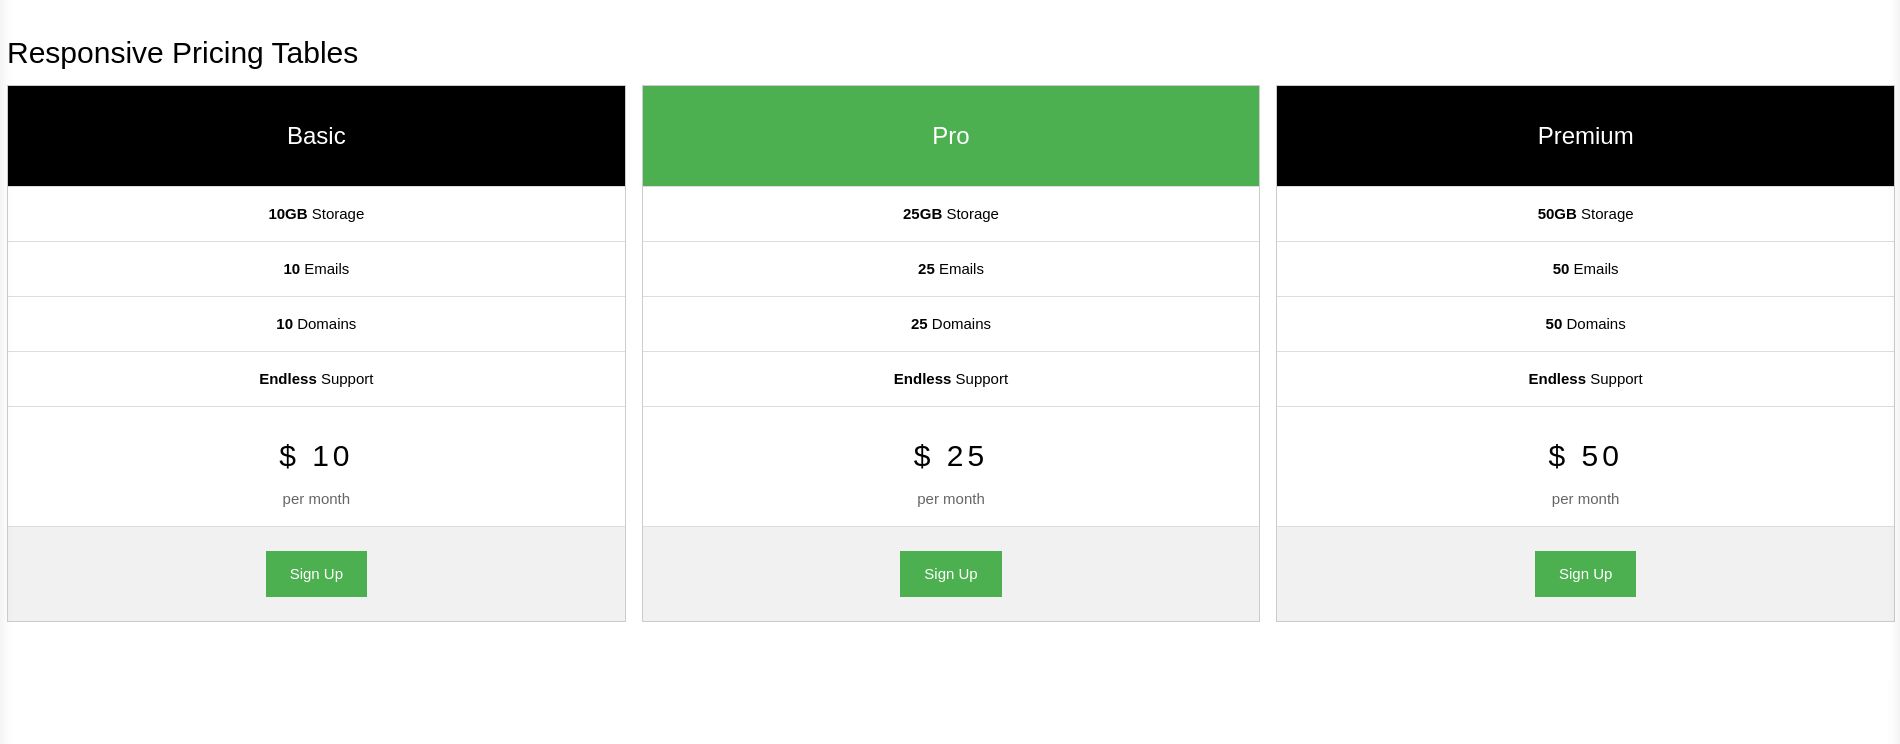 Responsive Pricing Tables
Basic
10GB Storage
10 Emails
10 Domains
Endless Support
$ 10
per month
Sign Up
Pro
25GB Storage
25 Emails
25 Domains
Endless Support
$ 25
per month
Sign Up
Premium
50GB Storage
50 Emails
50 Domains
Endless Support
$ 50
per month
Sign Up